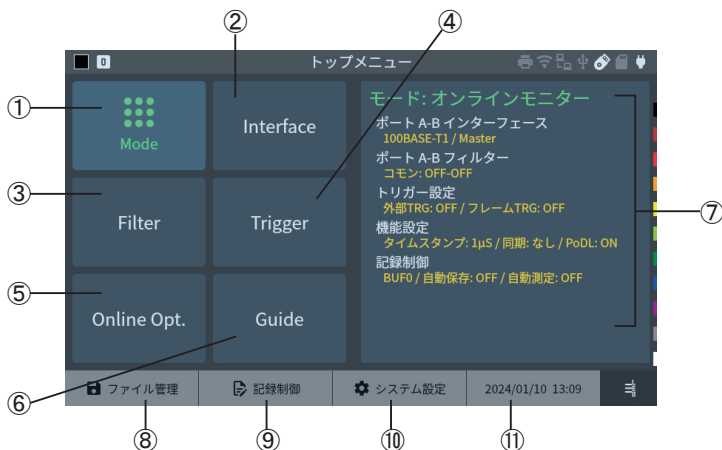 ② ④
0 トップメニュー
① Mode
Interface
③ Filter
Trigger
⑤ Online Opt.
⑥ Guide
モード: オンラインモニター
ポート A-B インターフェース
100BASE-T1 / Master
ポート A-B フィルター
コモン: OFF-OFF
トリガー設定
外部TRG: OFF / フレームTRG: OFF
機能設定
タイムスタンプ: 1μS / 同期: なし / PoDL: ON
記録制御
BUF0 / 自動保存: OFF / 自動測定: OFF
⑦
ファイル管理 記録制御 システム設定 2024/01/10 13:09
⑧ ⑨ ⑩ ⑪